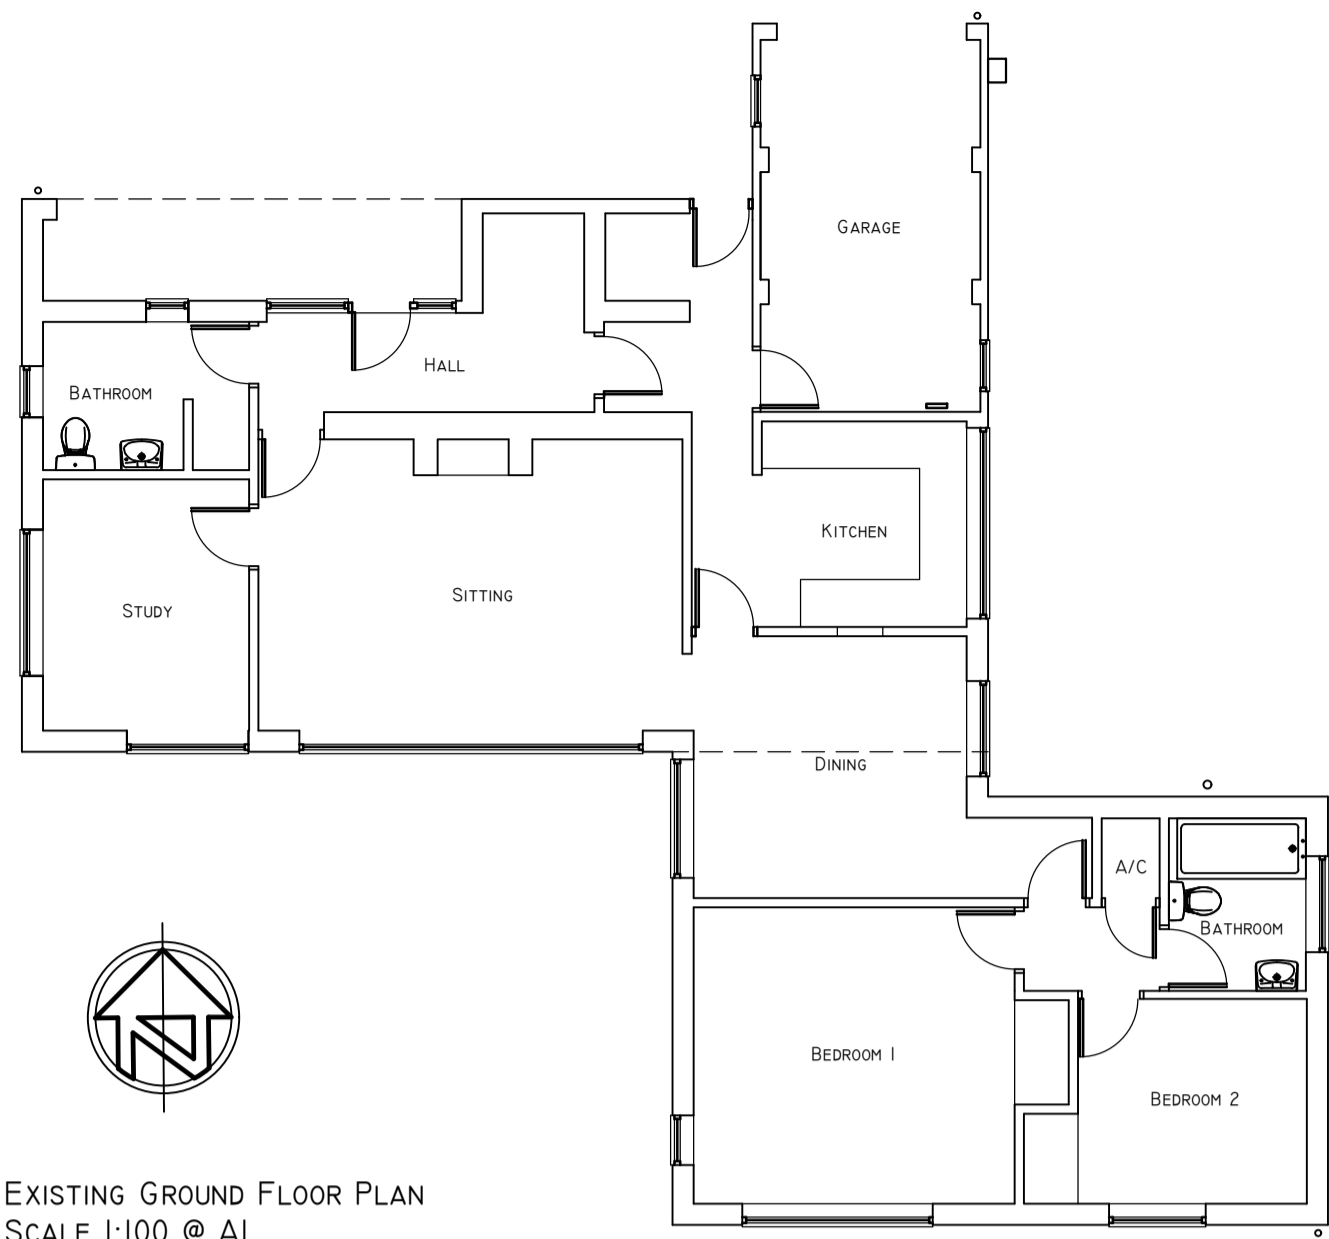 GARAGE
HALL
BATHROOM
KITCHEN
SITTING
STUDY
DINING
A/C
BATHROOM
BEDROOM 1
BEDROOM 2
N
EXISTING GROUND FLOOR PLAN
SCALE 1:100 @ A1